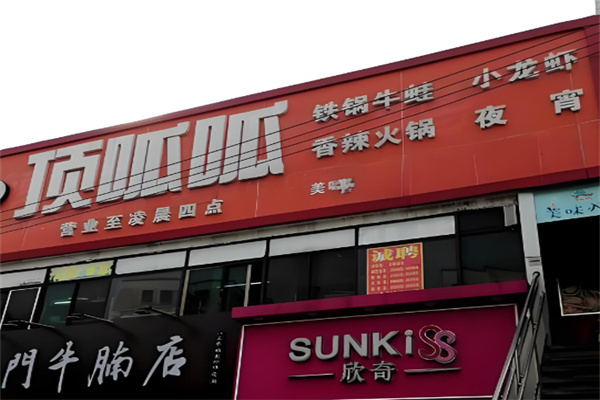 顶呱呱
铁锅牛蛙 小龙虾
香辣火锅 夜宵
营业至凌晨四点
美
诚聘
美味
門牛腩店
SUNKiSS
欣奇